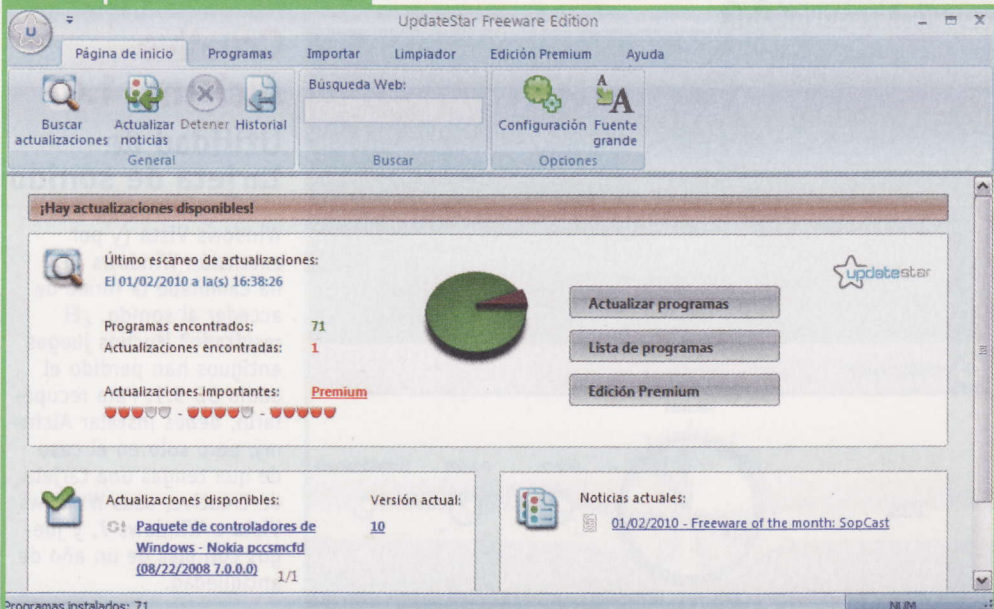 UpdateStar Freeware Edition
Página de inicio Programas Importar Limpiador Edición Premium Ayuda
Buscar actualizaciones
Actualizar noticias
Detener
Historial
General
Búsqueda Web:
Buscar
Configuración
Fuente grande
Opciones
¡Hay actualizaciones disponibles!
Último escaneo de actualizaciones:
El 01/02/2010 a la(s) 16:38:26
Programas encontrados: 71
Actualizaciones encontradas: 1
Actualizaciones importantes: Premium
updatestar
Actualizar programas
Lista de programas
Edición Premium
Actualizaciones disponibles: Versión actual:
Paquete de controladores de 10
Windows - Nokia pccsmcfd
(08/22/2008 7.0.0.0) 1/1
Noticias actuales:
01/02/2010 - Freeware of the month: SopCast
Programas instalados: 71
NUM